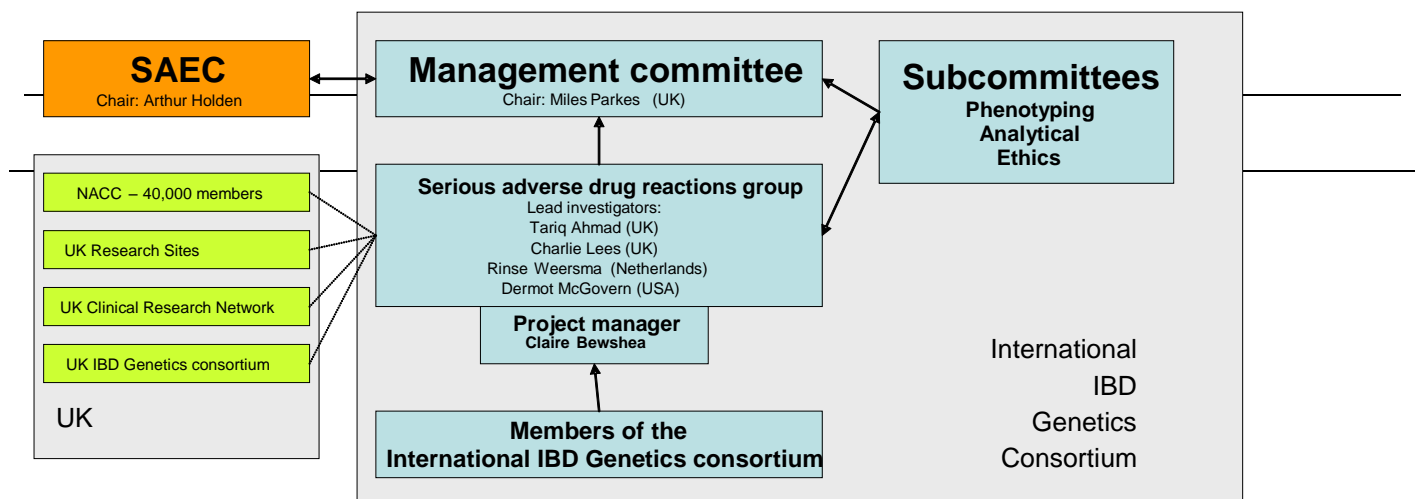 SAEC
Chair: Arthur Holden
Management committee
Chair: Miles Parkes (UK)
Subcommittees
Phenotyping
Analytical
Ethics
NACC – 40,000 members
UK Research Sites
UK Clinical Research Network
UK IBD Genetics consortium
UK
Serious adverse drug reactions group
Lead investigators:
Tariq Ahmad (UK)
Charlie Lees (UK)
Rinse Weersma (Netherlands)
Dermot McGovern (USA)
Project manager
Claire Bewshea
Members of the
International IBD Genetics consortium
International
IBD
Genetics
Consortium